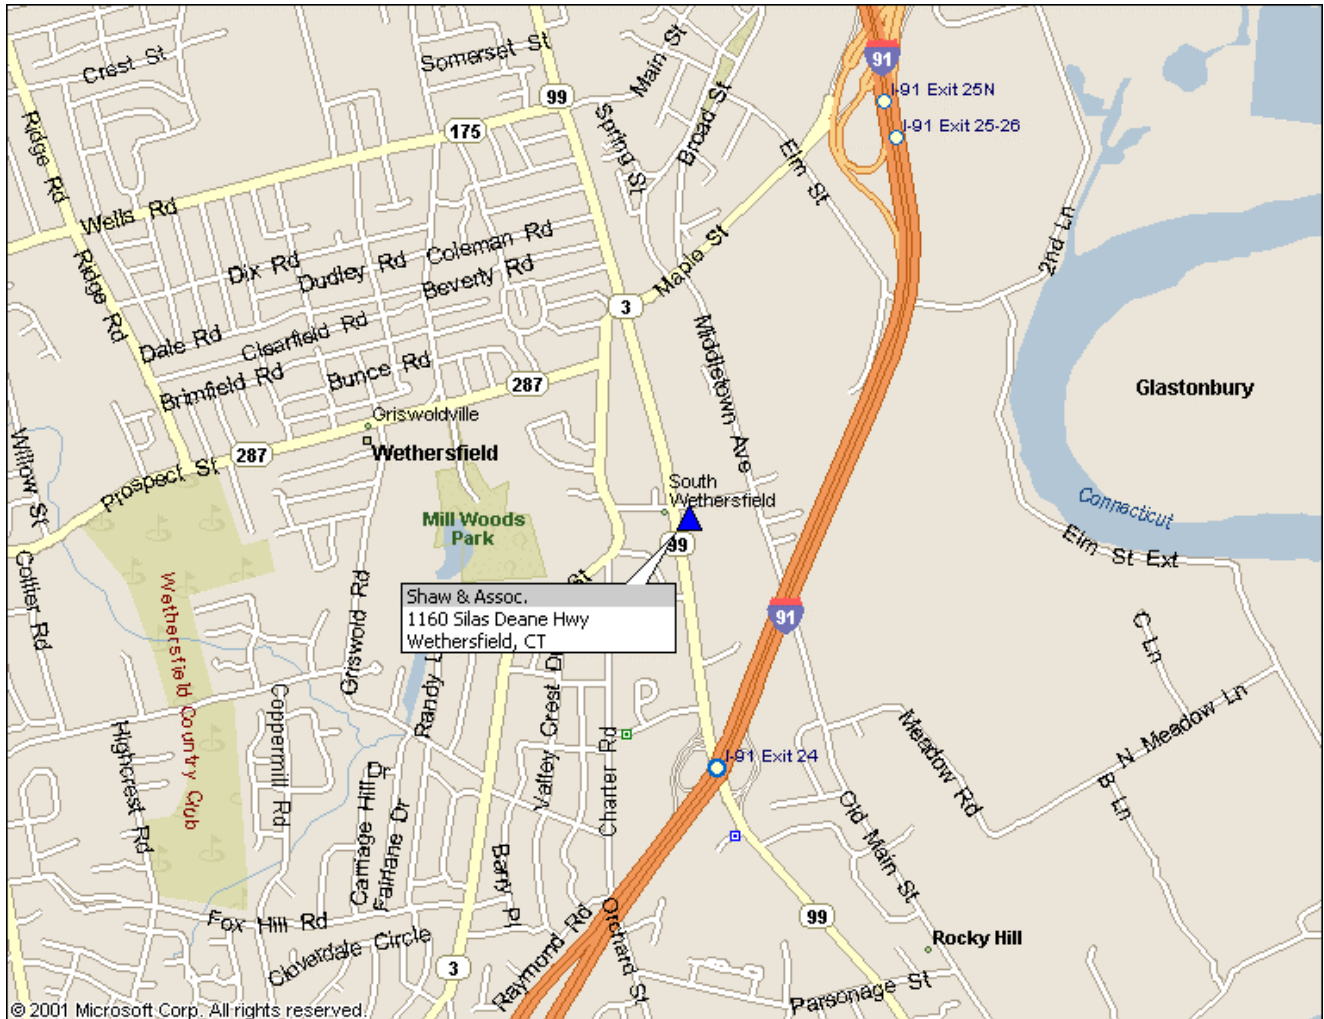 91
I-91 Exit 25N
I-91 Exit 25-26
Somerset St
Main St
Crest St
99
175
Spring St
Broad St
Elm St
Ridge Rd
Wells Rd
2nd Ln
Ridge Rd
Dix Rd
Dudley Rd
Coleman Rd
Beverly Rd
Maple St
3
Dale Rd
Clearfield Rd
Middletown Ave
Brimfield Rd
Bunce Rd
287
Glastonbury
Griswoldville
Wethersfield
287
Willow St
Prospect St
South
Wethersfield
Connecticut
Mill Woods
Park
99
Elm St Ext
Collier Rd
Wethersfield Country Club
Griswold Rd
St
Shaw & Assoc.
1160 Silas Deane Hwy
Wethersfield, CT
91
C Ln
Randy
Valley Crest Dr
Coppermill Rd
Highcrest Rd
Charter Rd
Meadow Rd
N Meadow Ln
B Ln
I-91 Exit 24
Carriage Hill Dr
Fairlane Dr
Old Main St
Barry Pl
Fox Hill Rd
Cloverdale Circle
Raymond Rd
Orchard St
99
Rocky Hill
3
Parsonage St
© 2001 Microsoft Corp. All rights reserved.